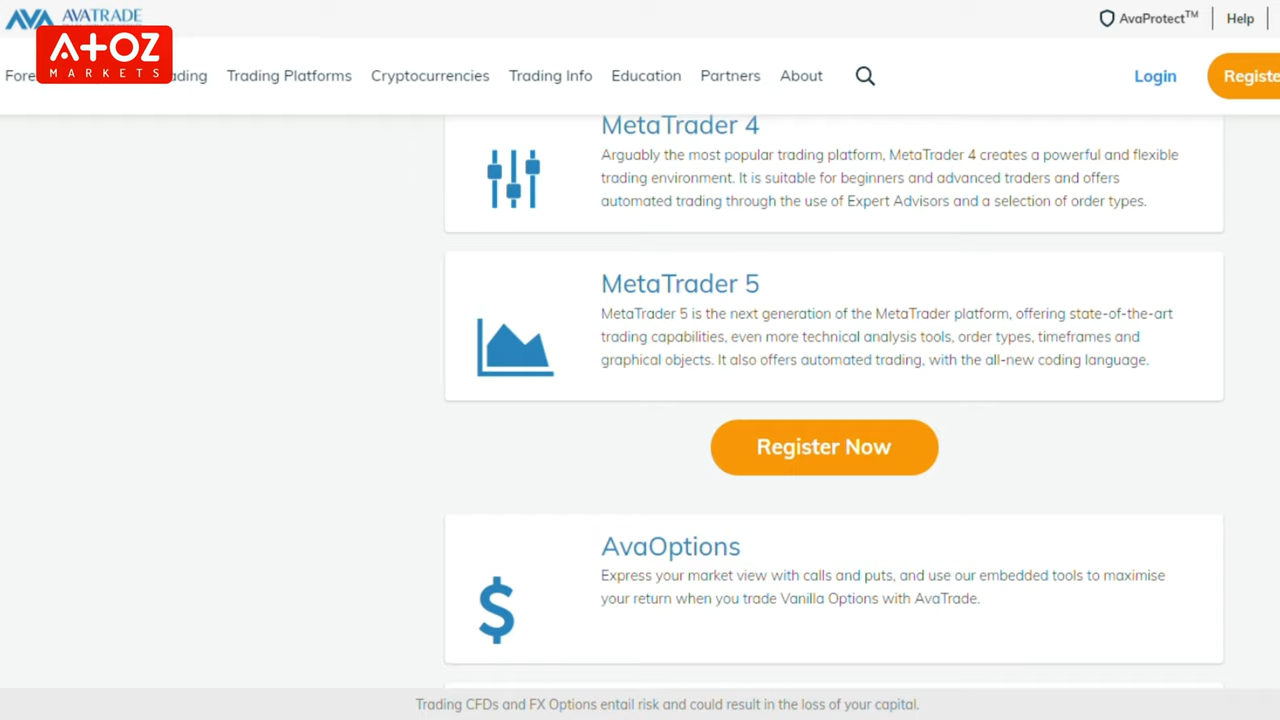 AVA AVATRADE
AvaProtect™
Help
A+OZ
MARKETS
Fore
ading
Trading Platforms
Cryptocurrencies
Trading Info
Education
Partners
About
Login
Registe
MetaTrader 4
Arguably the most popular trading platform, MetaTrader 4 creates a powerful and flexible
trading environment. It is suitable for beginners and advanced traders and offers
automated trading through the use of Expert Advisors and a selection of order types.
MetaTrader 5
MetaTrader 5 is the next generation of the MetaTrader platform, offering state-of-the-art
trading capabilities, even more technical analysis tools, order types, timeframes and
graphical objects. It also offers automated trading, with the all-new coding language.
Register Now
AvaOptions
Express your market view with calls and puts, and use our embedded tools to maximise
your return when you trade Vanilla Options with AvaTrade.
$
Trading CFDs and FX Options entail risk and could result in the loss of your capital.